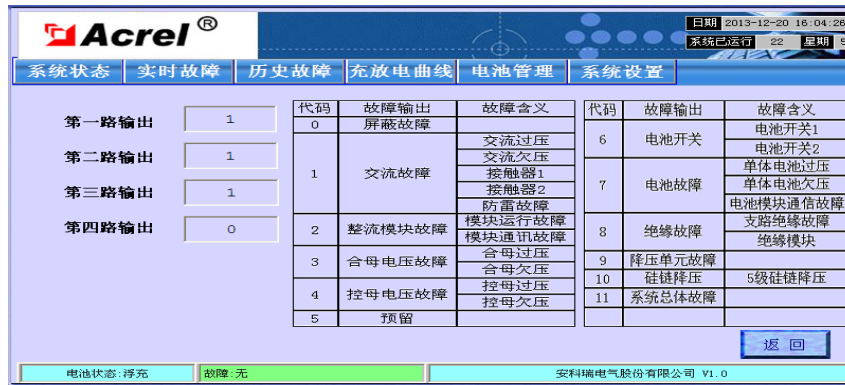 Acrel®
日期 2013-12-20 16:04:26
系统已运行 22 星期 5
系统状态 实时故障 历史故障 充放电曲线 电池管理 系统设置
第一路输出 1
第二路输出 1
第三路输出 1
第四路输出 0
代码 故障输出 故障含义
0 屏蔽故障
1 交流故障 交流过压
交流欠压
接触器1
接触器2
防雷故障
2 整流模块故障 模块运行故障
模块通讯故障
3 合母电压故障 合母过压
合母欠压
4 控母电压故障 控母过压
控母欠压
5 预留
代码 故障输出 故障含义
6 电池开关 电池开关1
电池开关2
7 电池故障 单体电池过压
单体电池欠压
电池模块通信故障
8 绝缘故障 支路绝缘故障
绝缘模块
9 降压单元故障
10 硅链降压 5级硅链降压
11 系统总体故障
返回
电池状态:浮充 故障:无 安科瑞电气股份有限公司 V1.0